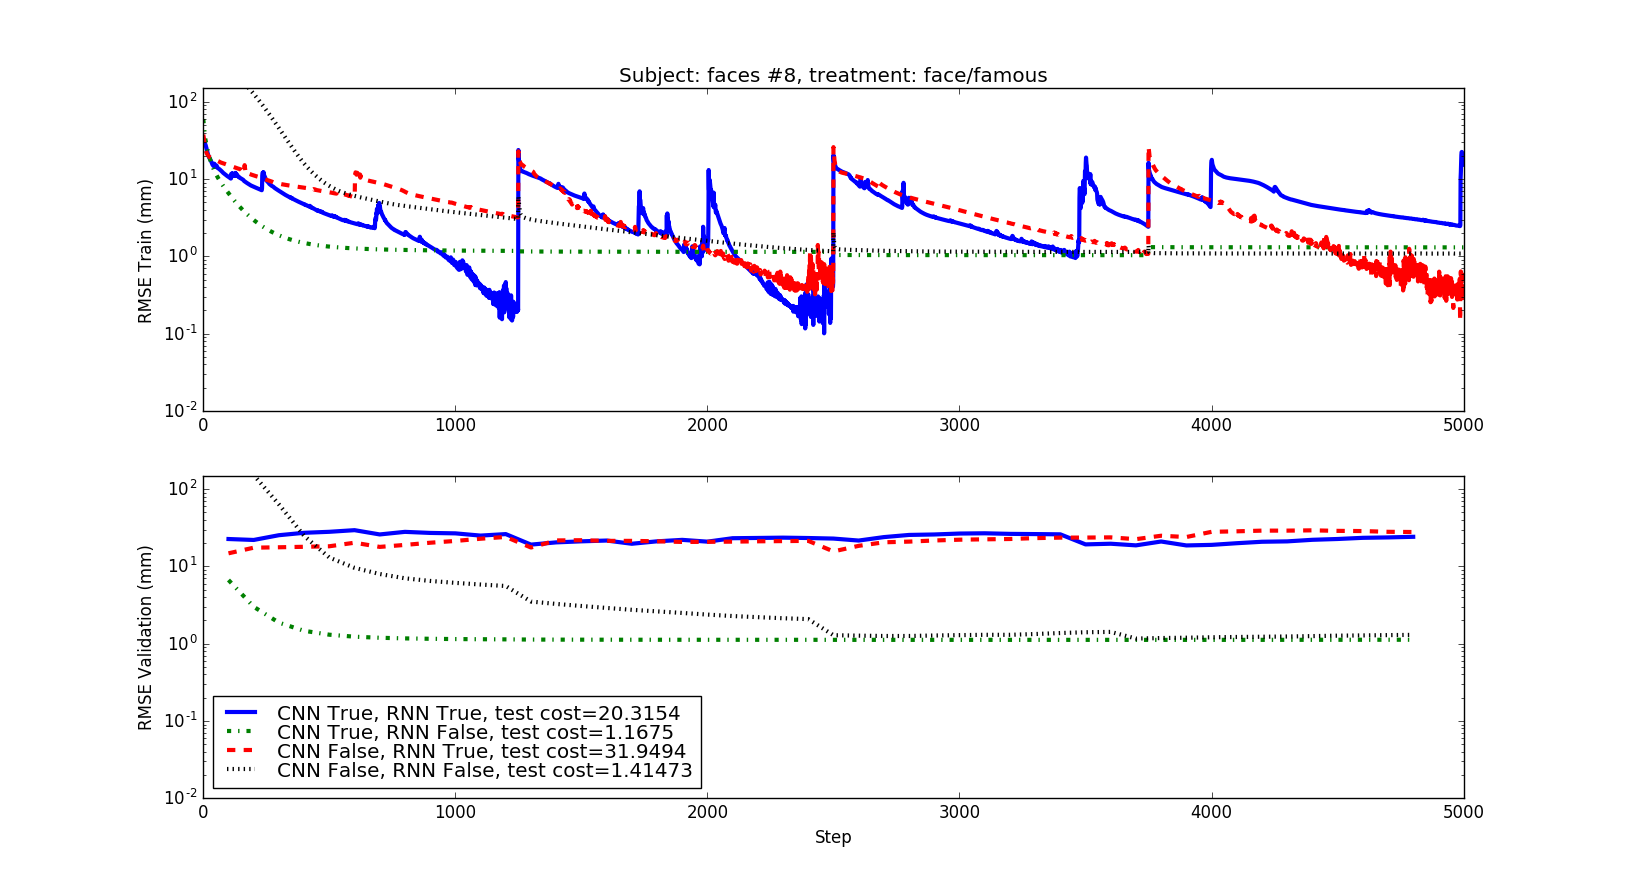 Subject: faces #8, treatment: face/famous
RMSE Train (mm)
10^2
10^1
10^0
10^-1
10^-2
0 1000 2000 3000 4000 5000
RMSE Validation (mm)
10^2
10^1
10^0
10^-1
10^-2
CNN True, RNN True, test cost=20.3154
CNN True, RNN False, test cost=1.1675
CNN False, RNN True, test cost=31.9494
CNN False, RNN False, test cost=1.41473
0 1000 2000 3000 4000 5000
Step